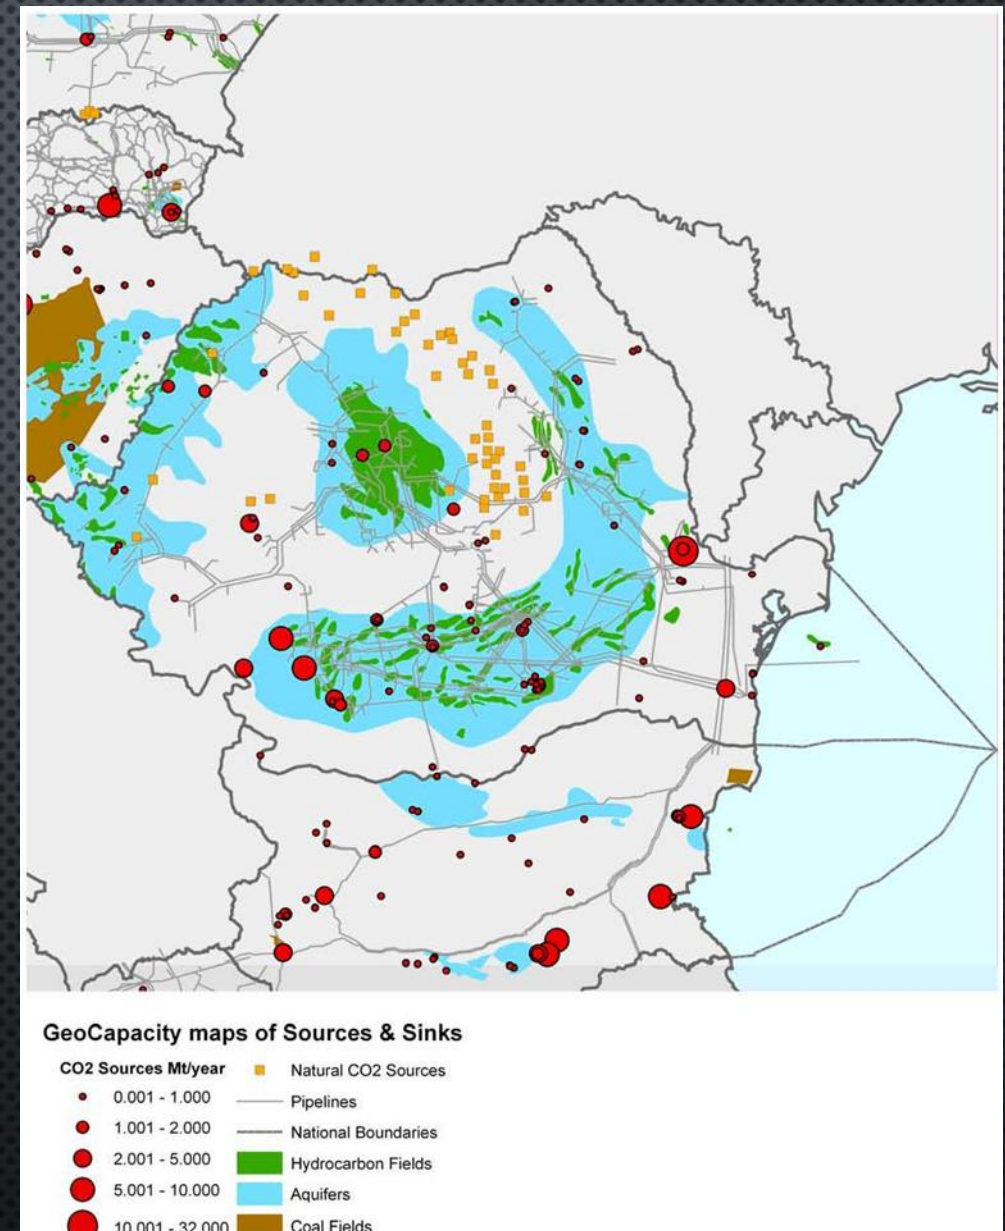 GeoCapacity maps of Sources & Sinks
CO2 Sources Mt/year
0.001 - 1.000
1.001 - 2.000
2.001 - 5.000
5.001 - 10.000
10.001 - 32.000
Natural CO2 Sources
Pipelines
National Boundaries
Hydrocarbon Fields
Aquifers
Coal Fields